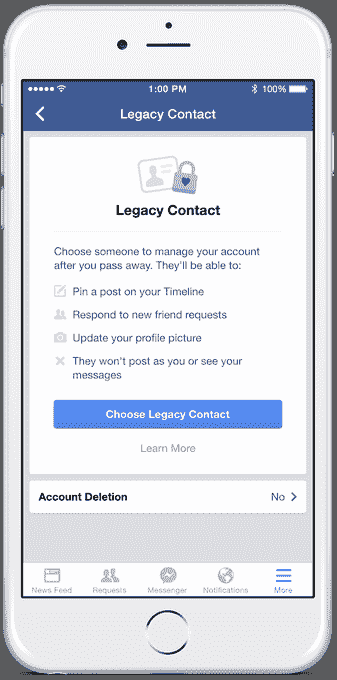 1:00 PM
100%
Legacy Contact
Legacy Contact
Choose someone to manage your account
after you pass away. They'll be able to:
Pin a post on your Timeline
Respond to new friend requests
Update your profile picture
They won't post as you or see your
messages
Choose Legacy Contact
Learn More
Account Deletion No
News Feed Requests Messenger Notifications More